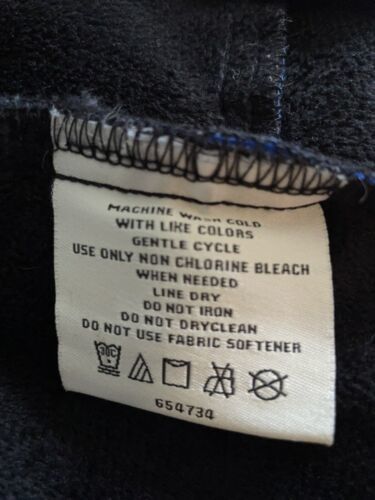 MACHINE WASH COLD
WITH LIKE COLORS
GENTLE CYCLE
USE ONLY NON CHLORINE BLEACH
WHEN NEEDED
LINE DRY
DO NOT IRON
DO NOT DRYCLEAN
DO NOT USE FABRIC SOFTENER
30C
654734